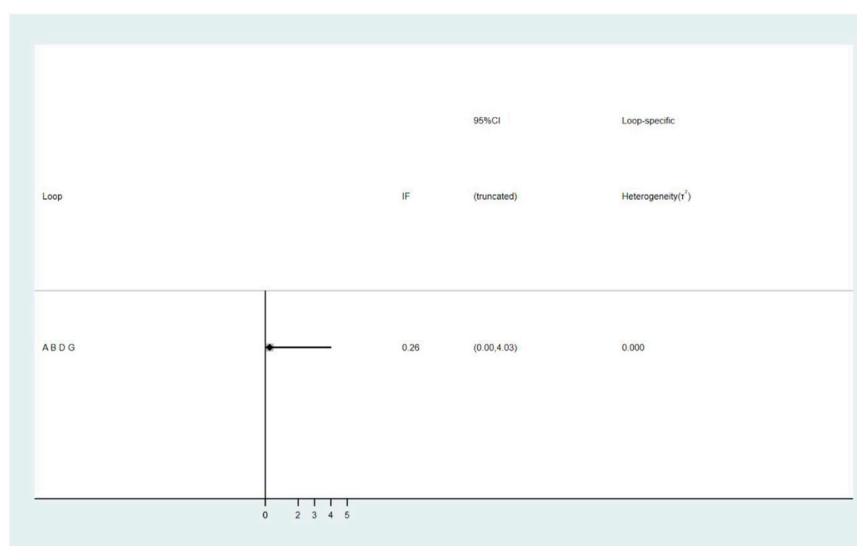 95%CI Loop-specific
Loop IF (truncated) Heterogeneity(τ²)
A B D G 0.26 (0.00,4.03) 0.000
0 2 3 4 5